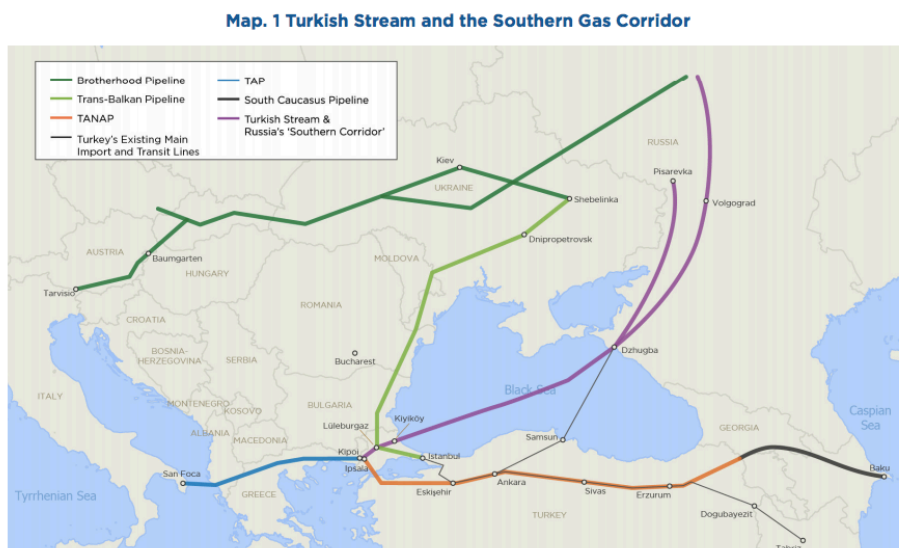 Map. 1 Turkish Stream and the Southern Gas Corridor
Brotherhood Pipeline
Trans-Balkan Pipeline
TANAP
Turkey's Existing Main
Import and Transit Lines
TAP
South Caucasus Pipeline
Turkish Stream &
Russia's 'Southern Corridor'
RUSSIA
Kiev
Pisarevka
UKRAINE
Shebelinka
Volgograd
Dnipropetrovsk
AUSTRIA
Baumgarten
MOLDOVA
HUNGARY
Tarvisio
CROATIA
ROMANIA
BOSNIA-
HERZEGOVINA
SERBIA
Bucharest
Dzhugba
ITALY
Black Sea
MONTENEGRO
KOSOVO
BULGARIA
Caspian
Sea
Kiyiköy
Lüleburgaz
ALBANIA
MACEDONIA
GEORGIA
Samsun
Kipoi
Istanbul
Ipsala
Baku
San Foca
Ankara
Tyrrhenian Sea
GREECE
Eskişehir
Sivas
Erzurum
TURKEY
Dogubayezit
Tabriz